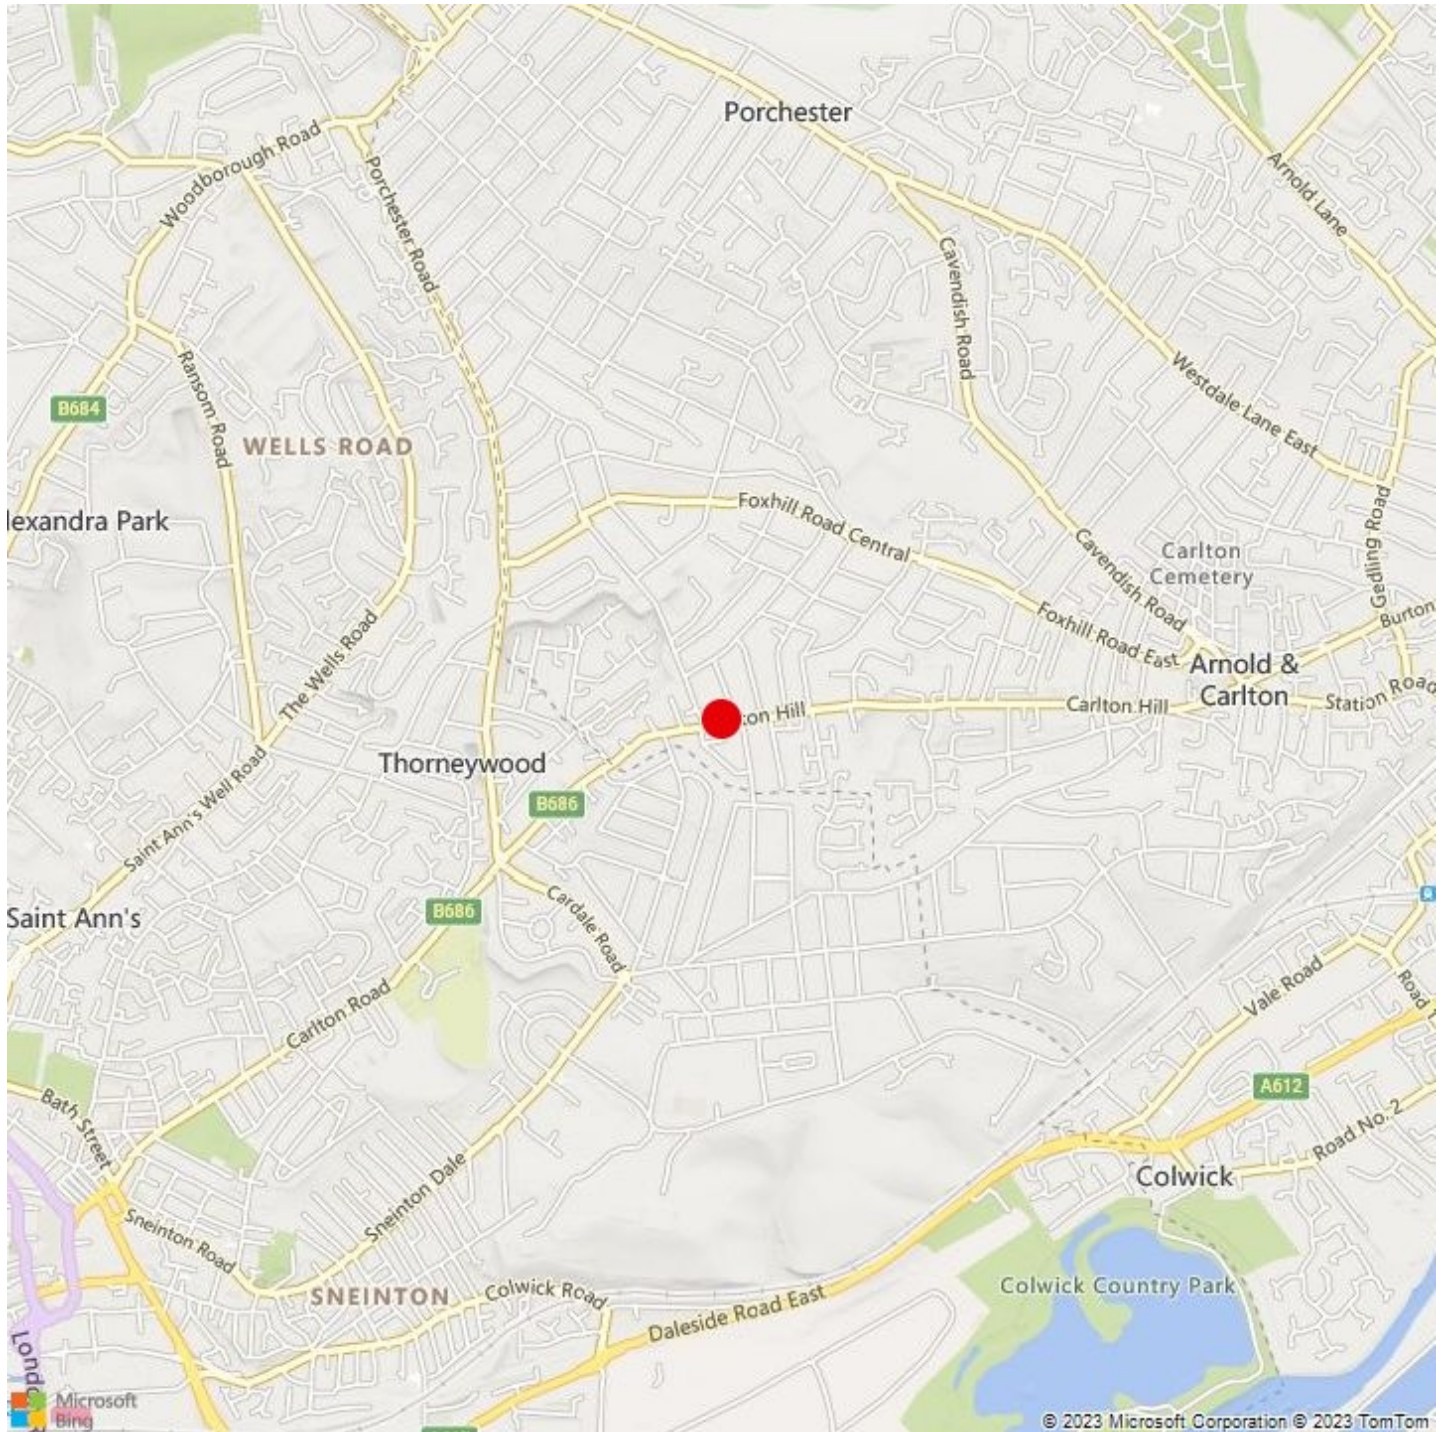 Porchester
Woodborough Road
Porchester Road
Arnold Lane
Cavendish Road
Ransom Road
Westdale Lane East
B684
WELLS ROAD
Foxhill Road Central
lexandra Park
Gedling Road
Cavendish Road
Carlton
Cemetery
Burton
Foxhill Road East
The Wells Road
Arnold &
Carlton
Carlton Hill
Station Road
ton Hill
Thorneywood
B686
Saint Ann's Well Road
B686
Cardale Road
Saint Ann's
Vale Road
Road
Carlton Road
A612
Bath Street
Road No. 2
Colwick
Sneinton Dale
Sneinton Road
SNEINTON
Colwick Road
Colwick Country Park
Daleside Road East
Microsoft
Bing
© 2023 Microsoft Corporation © 2023 TomTom